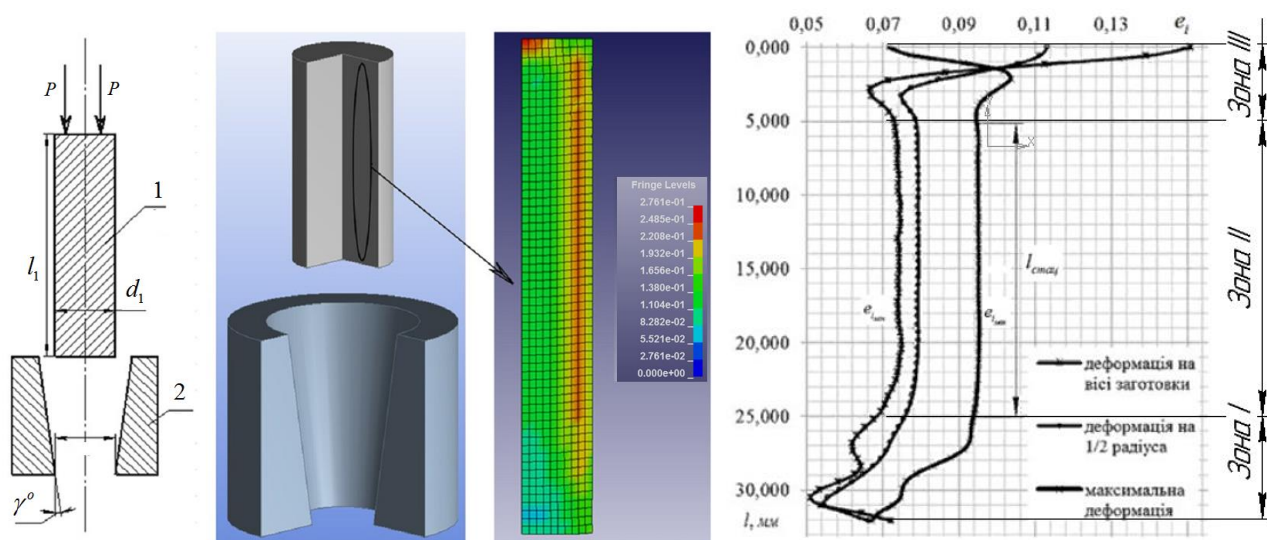 P P
1
l₁
d₁
2
γ°
Fringe Levels
2.761e-01
2.485e-01
2.208e-01
1.932e-01
1.656e-01
1.380e-01
1.104e-01
8.282e-02
5.521e-02
2.761e-02
0.000e+00
0,05 0,07 0,09 0,11 0,13 eᵢ
0,000
5,000
10,000
15,000
20,000
25,000
30,000
l, мм
X
lстац
деформація на
вісі заготовки
деформація на
1/2 радіуса
максимальна
деформація
Зона III
Зона II
Зона I